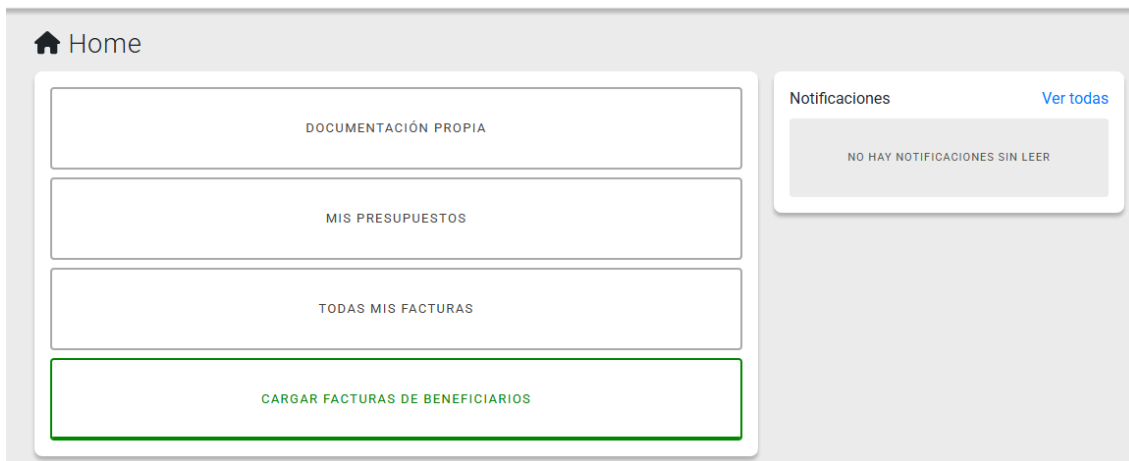 Home
DOCUMENTACIÓN PROPIA
MIS PRESUPUESTOS
TODAS MIS FACTURAS
CARGAR FACTURAS DE BENEFICIARIOS
Notificaciones Ver todas
NO HAY NOTIFICACIONES SIN LEER